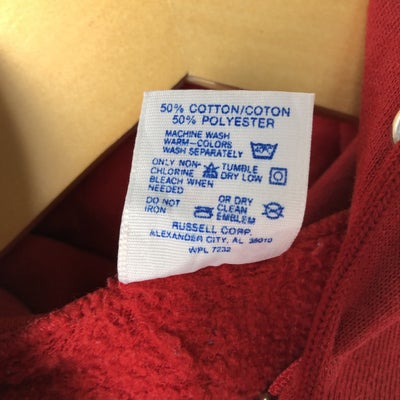 50% COTTON/COTON
50% POLYESTER
MACHINE WASH
WARM-COLORS
WASH SEPARATELY
ONLY NON- TUMBLE
CHLORINE DRY LOW
BLEACH WHEN
NEEDED
DO NOT OR DRY
IRON CLEAN
EMBLEM
RUSSELL CORP.
ALEXANDER CITY, AL 35010
WPL 7232